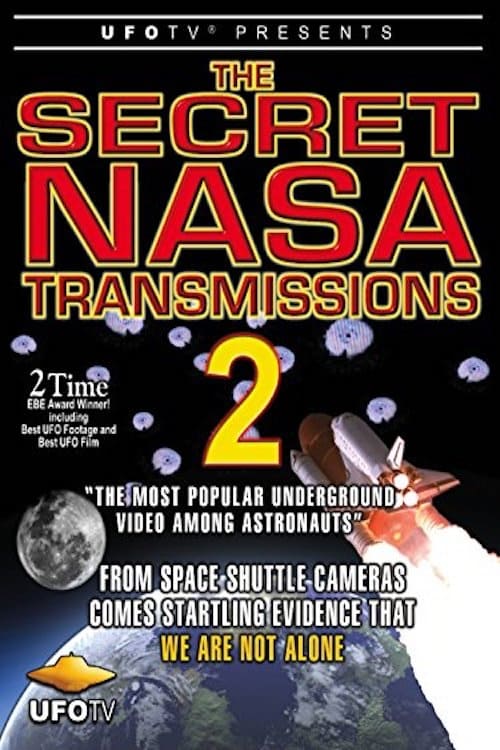 UFOTV® PRESENTS
THE
SECRET
NASA
TRANSMISSIONS
2
2 Time
EBE Award Winner!
including
Best UFO Footage and
Best UFO Film
"THE MOST POPULAR UNDERGROUND
VIDEO AMONG ASTRONAUTS"
FROM SPACE SHUTTLE CAMERAS
COMES STARTLING EVIDENCE THAT
WE ARE NOT ALONE
UFOTV